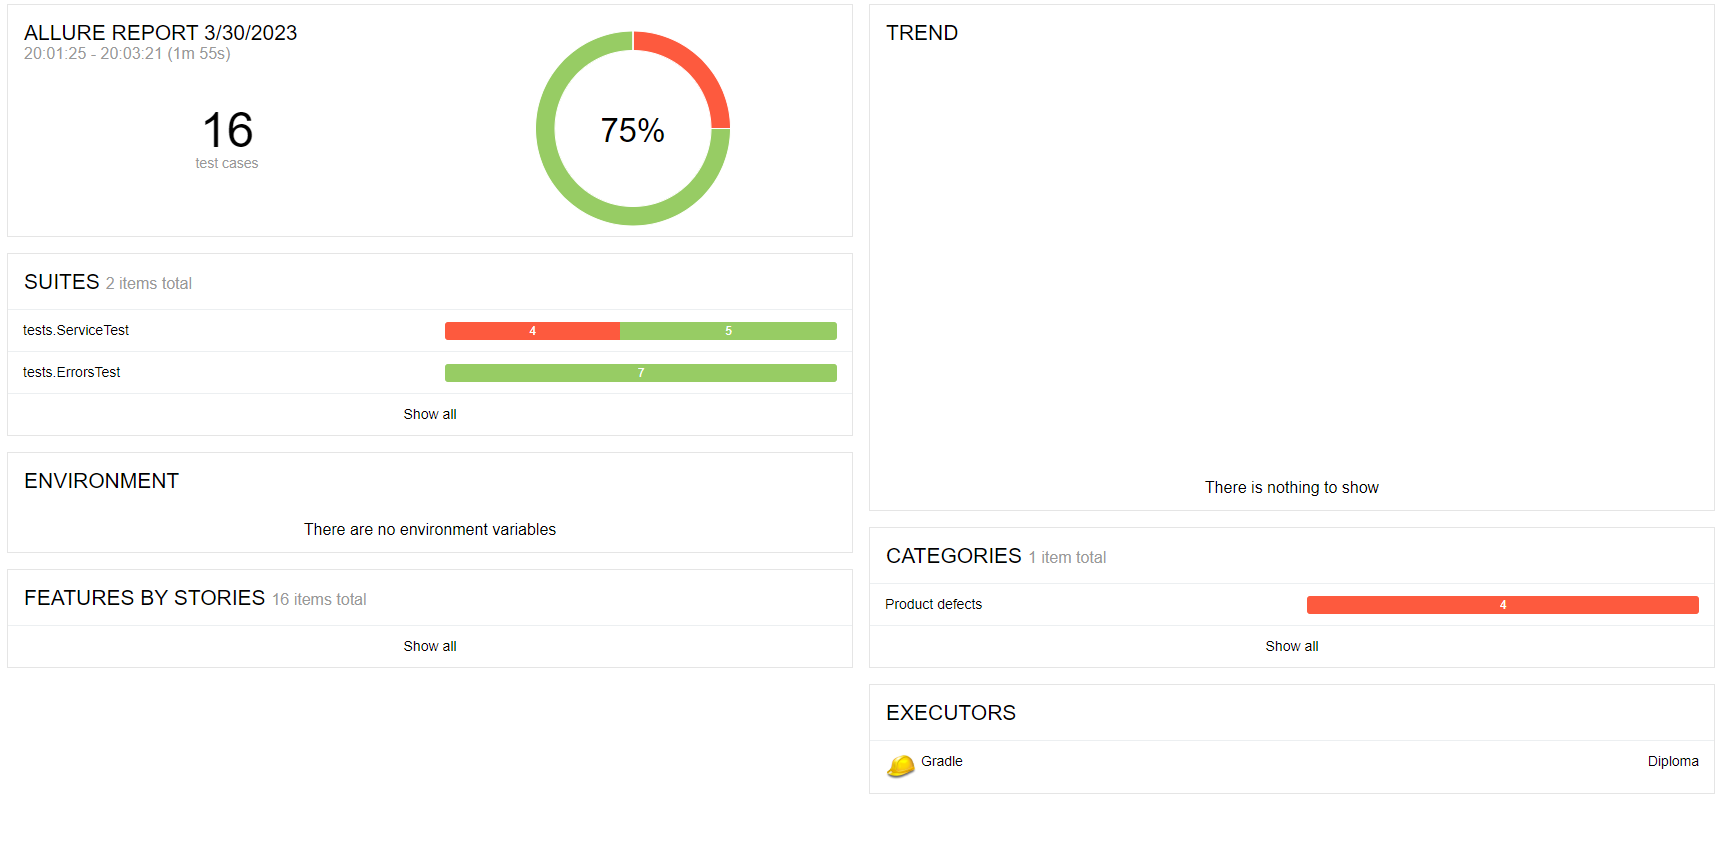 ALLURE REPORT 3/30/2023
20:01:25 - 20:03:21 (1m 55s)
16
test cases
75%
SUITES 2 items total
tests.ServiceTest 4 5
tests.ErrorsTest 7
Show all
ENVIRONMENT
There are no environment variables
FEATURES BY STORIES 16 items total
Show all
TREND
There is nothing to show
CATEGORIES 1 item total
Product defects 4
Show all
EXECUTORS
Gradle Diploma